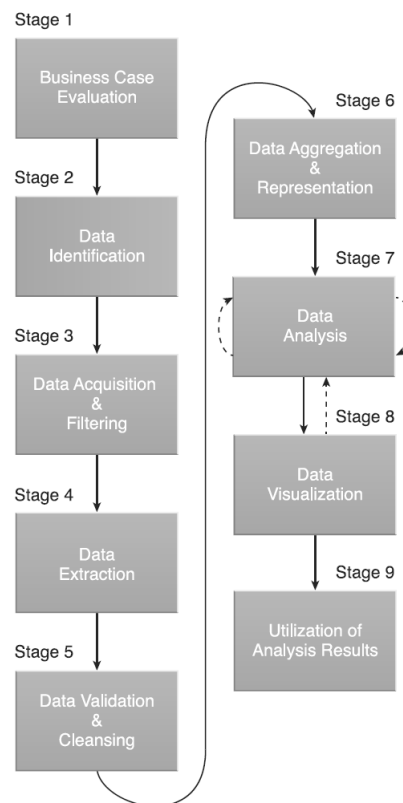 Stage 1
Business Case
Evaluation
Stage 2
Data
Identification
Stage 3
Data Acquisition
&
Filtering
Stage 4
Data
Extraction
Stage 5
Data Validation
&
Cleansing
Stage 6
Data Aggregation
&
Representation
Stage 7
Data
Analysis
Stage 8
Data
Visualization
Stage 9
Utilization of
Analysis Results